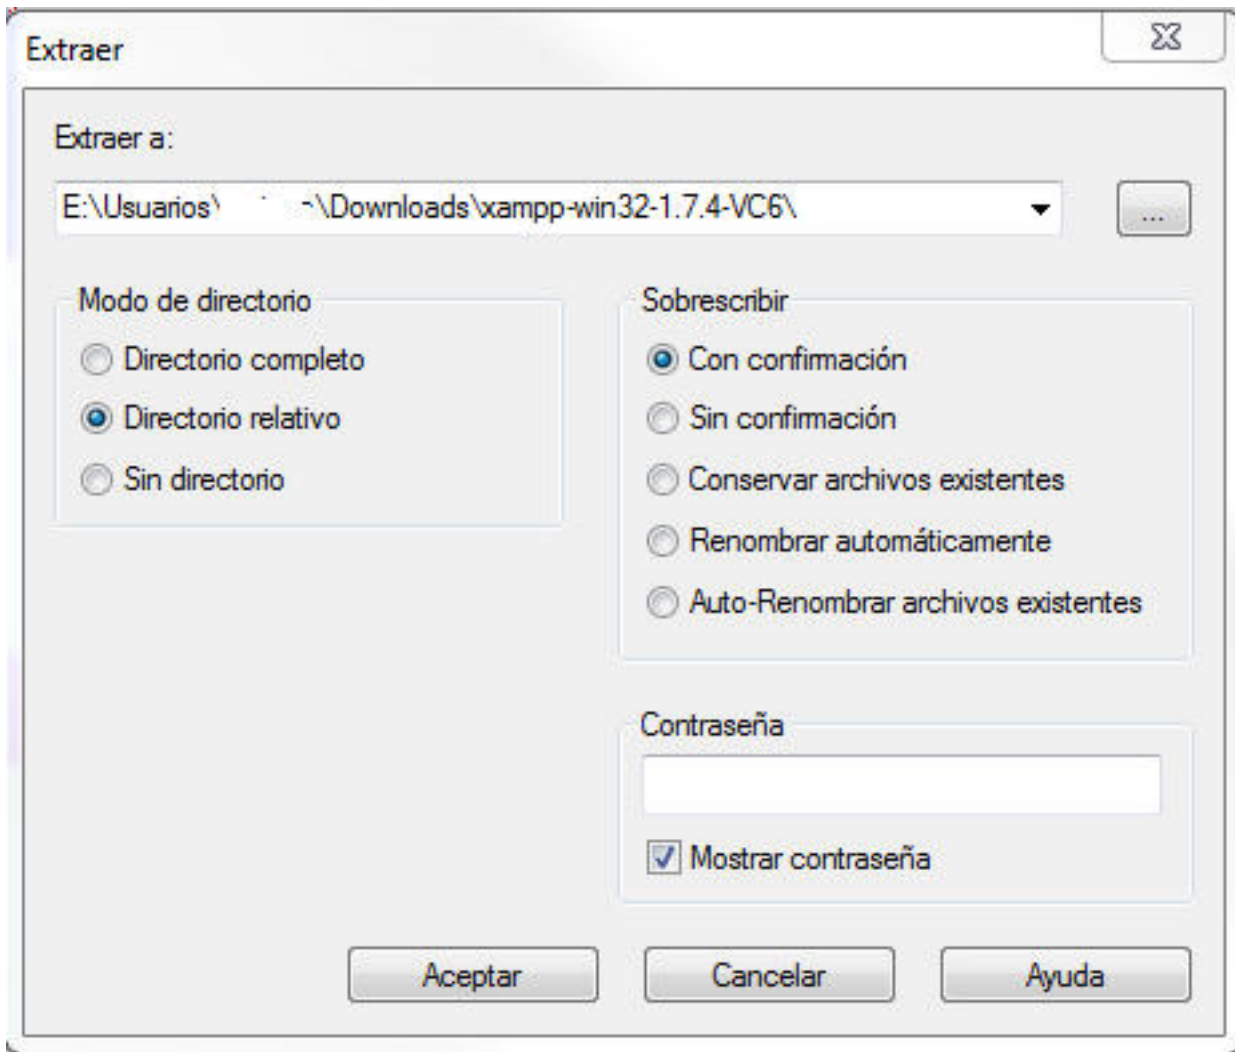 Extraer
Extraer a:
E:\Usuarios\ \Downloads\xampp-win32-1.7.4-VC6\
...
Modo de directorio
Directorio completo
Directorio relativo
Sin directorio
Sobrescribir
Con confirmación
Sin confirmación
Conservar archivos existentes
Renombrar automáticamente
Auto-Renombrar archivos existentes
Contraseña
Mostrar contraseña
Aceptar
Cancelar
Ayuda